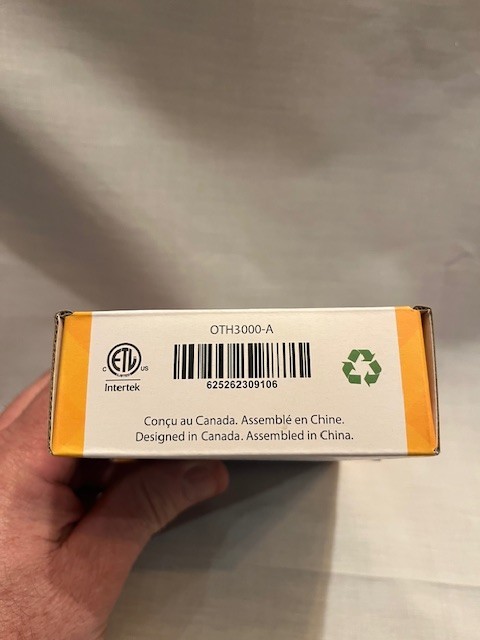 OTH3000-A
C ETL US
Intertek
625262309106
Conçu au Canada. Assemblé en Chine.
Designed in Canada. Assembled in China.